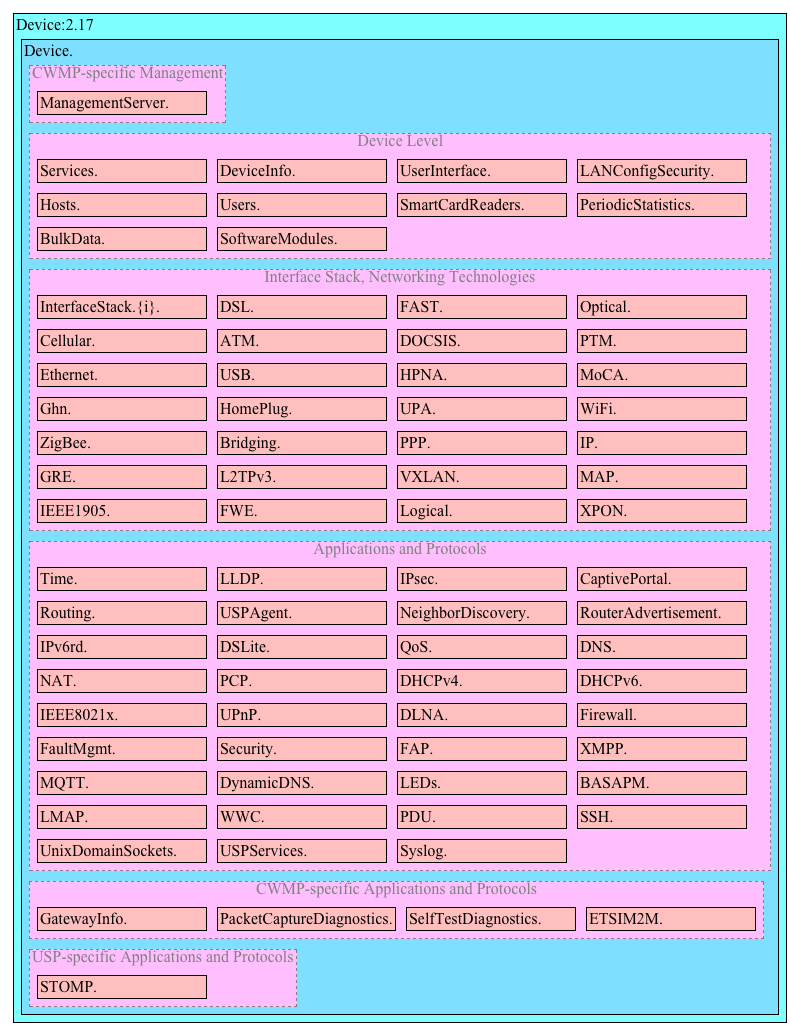 Device:2.17
Device.
CWMP-specific Management
ManagementServer.
Device Level
Services. DeviceInfo. UserInterface. LANConfigSecurity.
Hosts. Users. SmartCardReaders. PeriodicStatistics.
BulkData. SoftwareModules.
Interface Stack, Networking Technologies
InterfaceStack.{i}. DSL. FAST. Optical.
Cellular. ATM. DOCSIS. PTM.
Ethernet. USB. HPNA. MoCA.
Ghn. HomePlug. UPA. WiFi.
ZigBee. Bridging. PPP. IP.
GRE. L2TPv3. VXLAN. MAP.
IEEE1905. FWE. Logical. XPON.
Applications and Protocols
Time. LLDP. IPsec. CaptivePortal.
Routing. USPAgent. NeighborDiscovery. RouterAdvertisement.
IPv6rd. DSLite. QoS. DNS.
NAT. PCP. DHCPv4. DHCPv6.
IEEE8021x. UPnP. DLNA. Firewall.
FaultMgmt. Security. FAP. XMPP.
MQTT. DynamicDNS. LEDs. BASAPM.
LMAP. WWC. PDU. SSH.
UnixDomainSockets. USPServices. Syslog.
CWMP-specific Applications and Protocols
GatewayInfo. PacketCaptureDiagnostics. SelfTestDiagnostics. ETSIM2M.
USP-specific Applications and Protocols
STOMP.